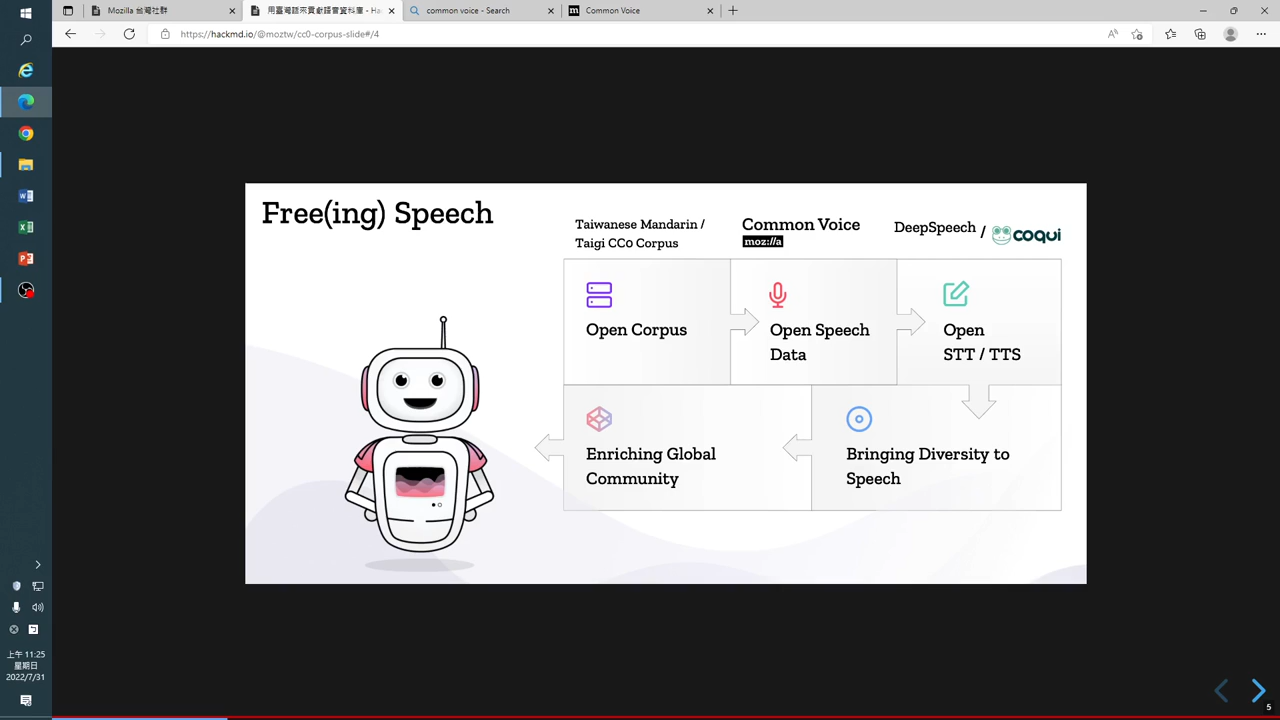 Mozilla 台灣社群
用臺灣語來貢獻語音資料庫 - Ha
common voice - Search
Common Voice
https://hackmd.io/@moztw/cc0-corpus-slide#/4
Free(ing) Speech
Taiwanese Mandarin /
Taigi CC0 Corpus
Common Voice
moz://a
DeepSpeech / coqui
Open Corpus
Open Speech
Data
Open
STT / TTS
Enriching Global
Community
Bringing Diversity to
Speech
上午 11:25
星期日
2022/7/31
5